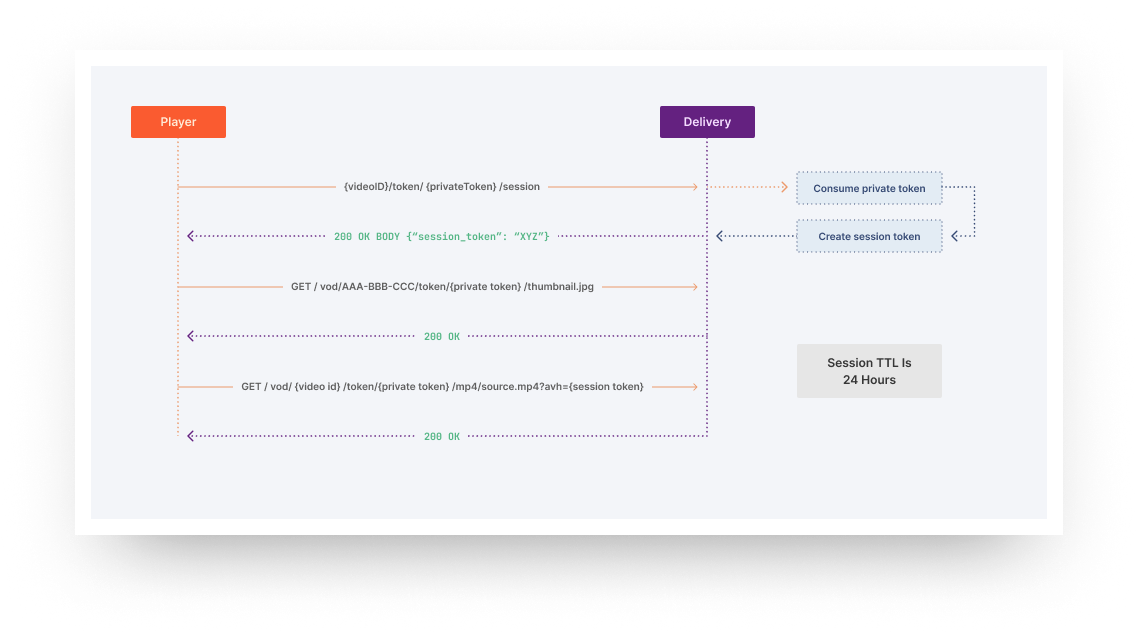 Player
Delivery
{videoID}/token/ {privateToken} /session
Consume private token
200 OK BODY {“session_token”: “XYZ”}
Create session token
GET / vod/AAA-BBB-CCC/token/{private token} /thumbnail.jpg
200 OK
Session TTL Is
24 Hours
GET / vod/ {video id} /token/{private token} /mp4/source.mp4?avh={session token}
200 OK